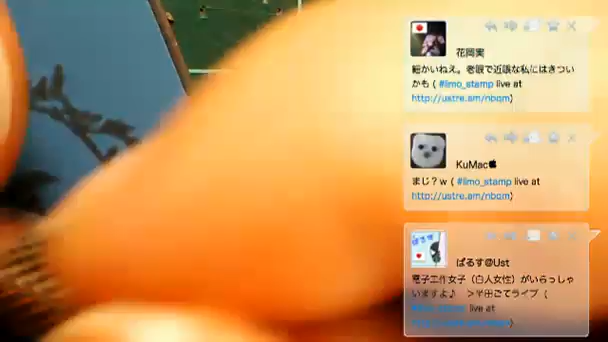 花岡実
細かいねえ。老眼で近眼な私にはきつい
かも ( #limo_stamp live at
http://ustre.am/nbqm)
KuMac
まじ？w ( #limo_stamp live at
http://ustre.am/nbqm)
ぱるす@Ust
電子工作女子（白人女性）がいらっしゃ
いますよ♪ ＞半田ごてライブ (
live at